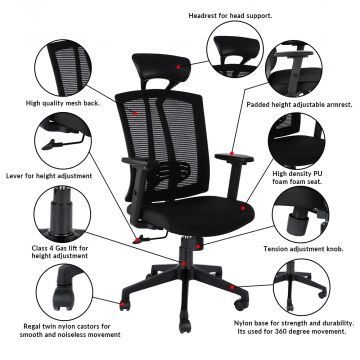 Headrest for head support.
High quality mesh back.
Padded height adjustable armrest.
Lever for height adjustment
High density PU
foam foam seat.
Class 4 Gas lift for
height adjustment
Tension adjustment knob.
Regal twin nylon castors for
smooth and noiseless movement
Nylon base for strength and durability.
Its used for 360 degree movement.